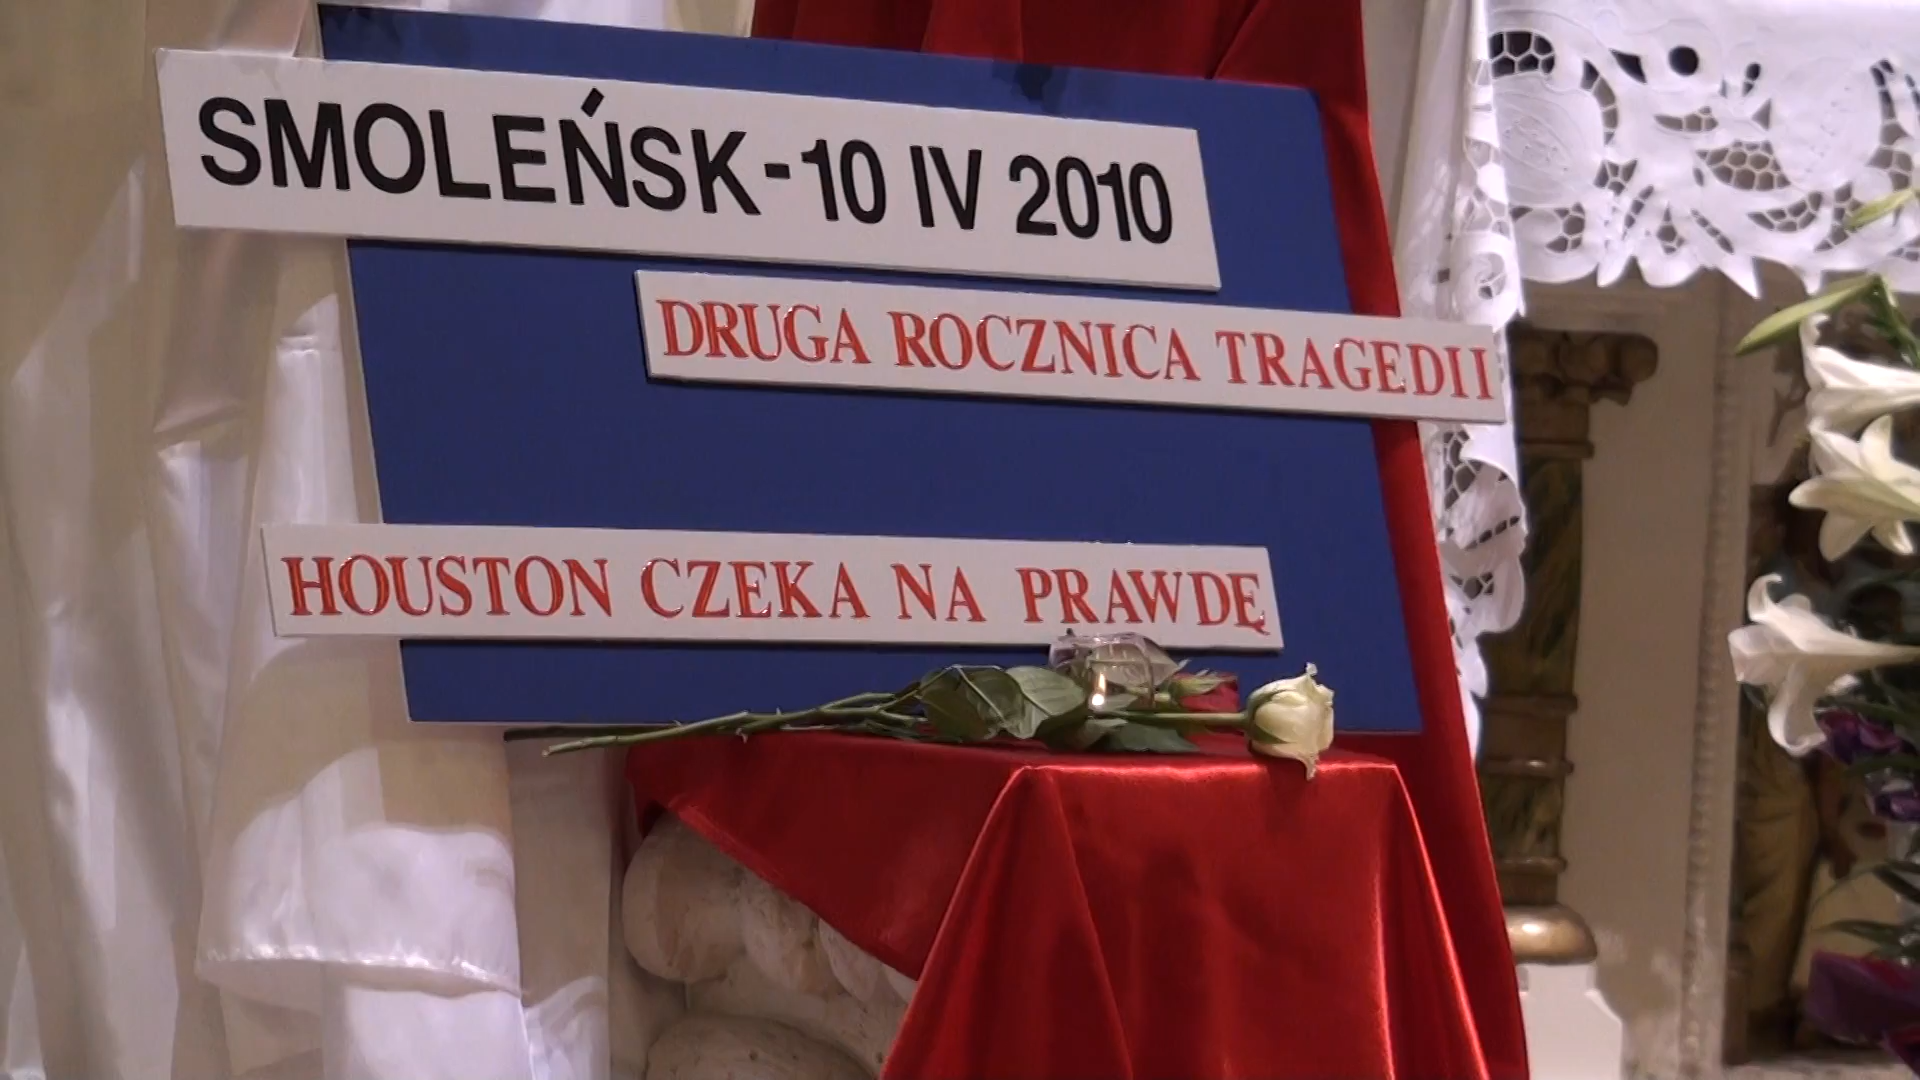 SMOLEŃSK-10 IV 2010
DRUGA ROCZNICA TRAGEDII
HOUSTON CZEKA NA PRAWDĘ